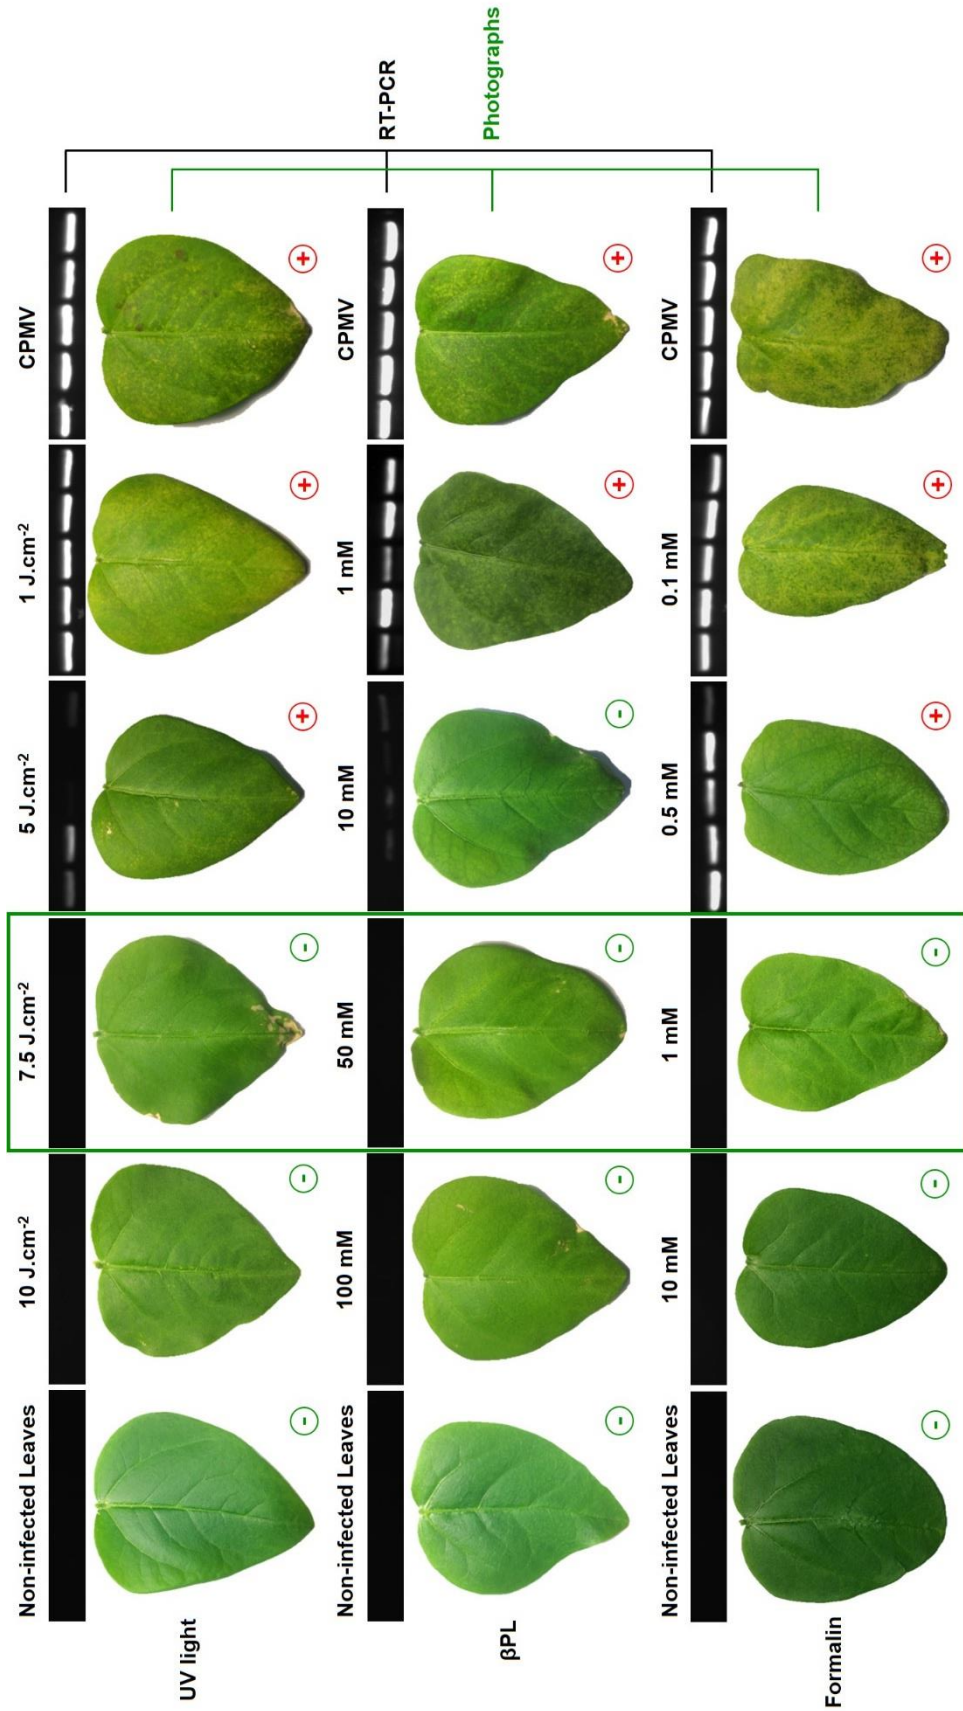 Non-infected Leaves 10 J.cm-2 7.5 J.cm-2 5 J.cm-2 1 J.cm-2 CPMV
UV light
- - - + + +
Non-infected Leaves 100 mM 50 mM 10 mM 1 mM CPMV
RT-PCR
βPL
Photographs
- - - - + +
Non-infected Leaves 10 mM 1 mM 0.5 mM 0.1 mM CPMV
Formalin
- - - + + +